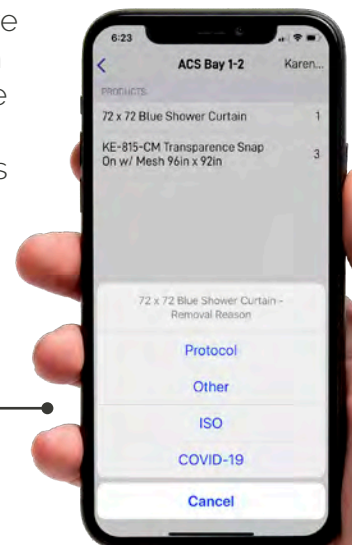 e
e
s
6:23
ACS Bay 1-2 Karen...
PRODUCTS
72 x 72 Blue Shower Curtain 1
KE-815-CM Transparence Snap
On w/ Mesh 96in x 92in 3
72 x 72 Blue Shower Curtain -
Removal Reason
Protocol
Other
ISO
COVID-19
Cancel